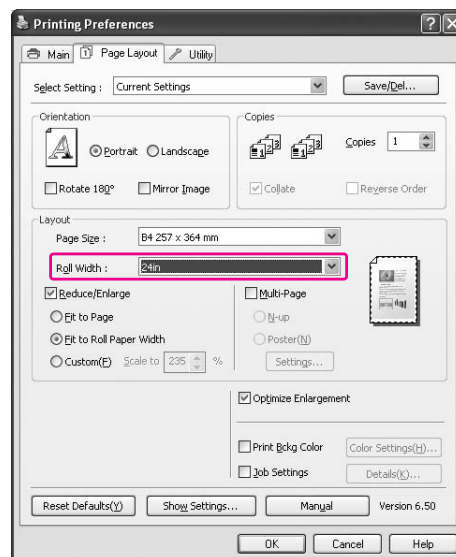 Printing Preferences
Main Page Layout Utility
Select Setting : Current Settings Save/Del...
Orientation Copies
A Portrait Landscape Copies 1
Rotate 180° Mirror Image Collate Reverse Order
Layout
Page Size : B4 257 x 364 mm
Roll Width : 24in
Reduce/Enlarge Multi-Page
Fit to Page N-up
Fit to Roll Paper Width Poster(N)
Custom(F) Scale to 235 % Settings...
Optimize Enlargement
Print Bckg Color Color Settings(H)...
Job Settings Details(K)...
Reset Defaults(Y) Show Settings... Manual Version 6.50
OK Cancel Help